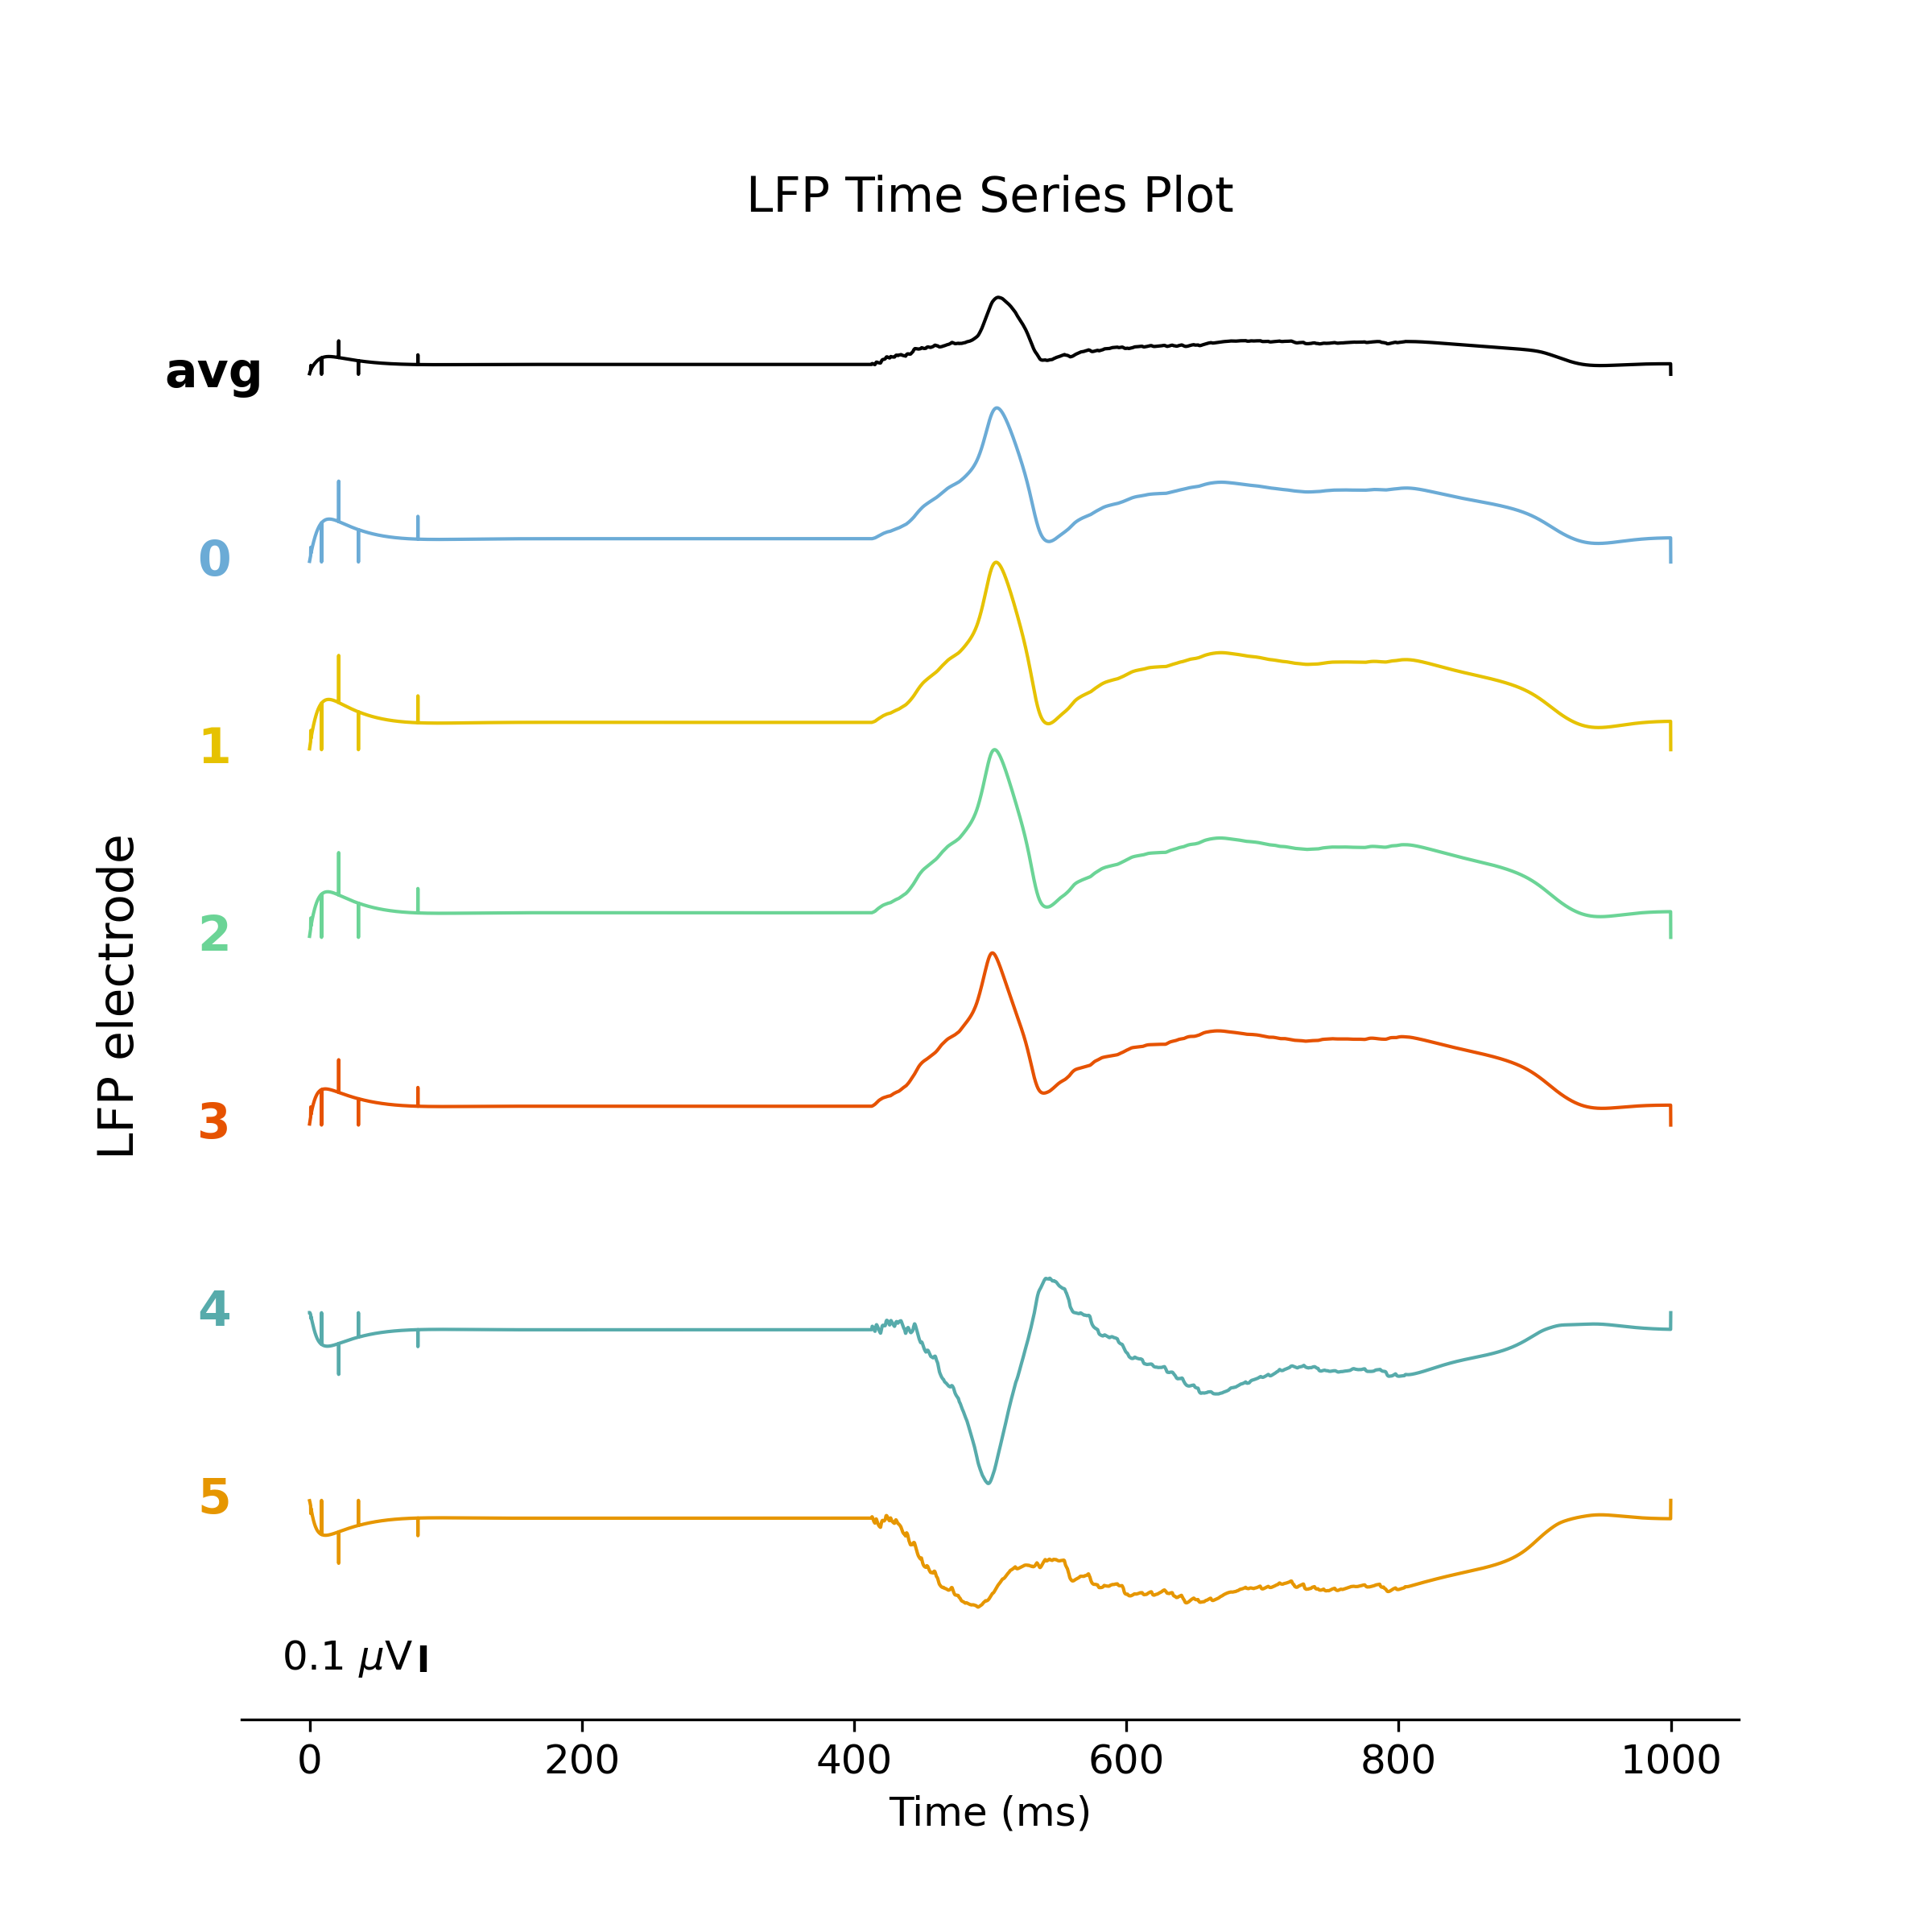 LFP Time Series Plot
avg
0
1
2
LFP electrode
3
4
5
0.1 μV
0 200 400 600 800 1000
Time (ms)